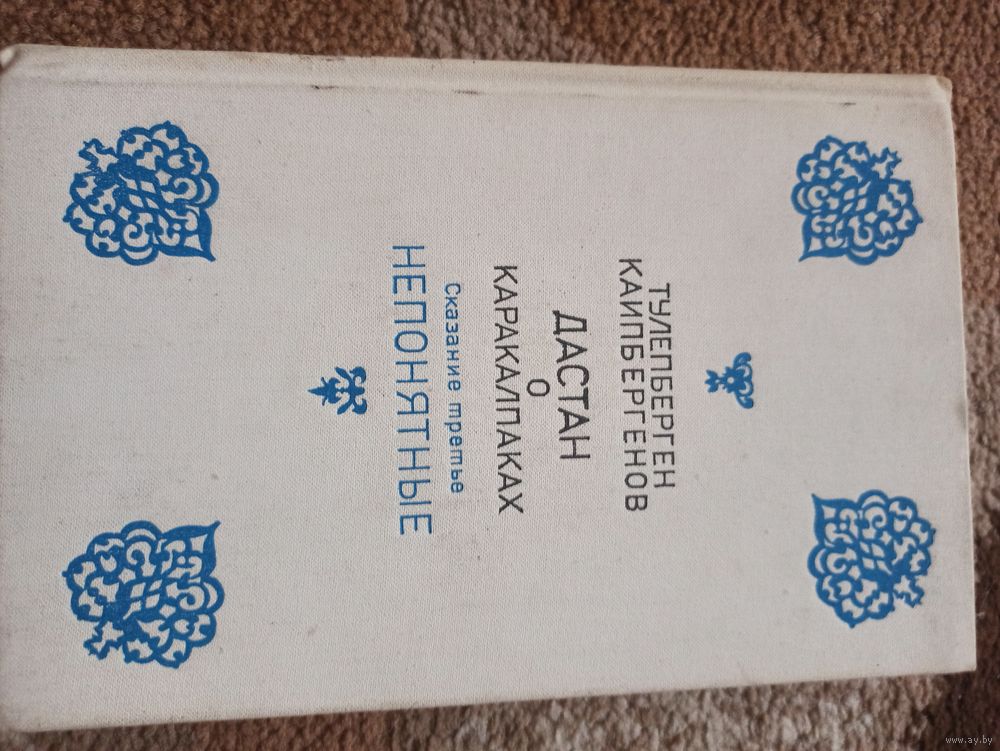 ТУЛЕПБЕРГЕН
КАИПБЕРГЕНОВ
ДАСТАН
О
КАРАКАЛПАКАХ
Сказание третье
НЕПОНЯТНЫЕ
www.ay.by